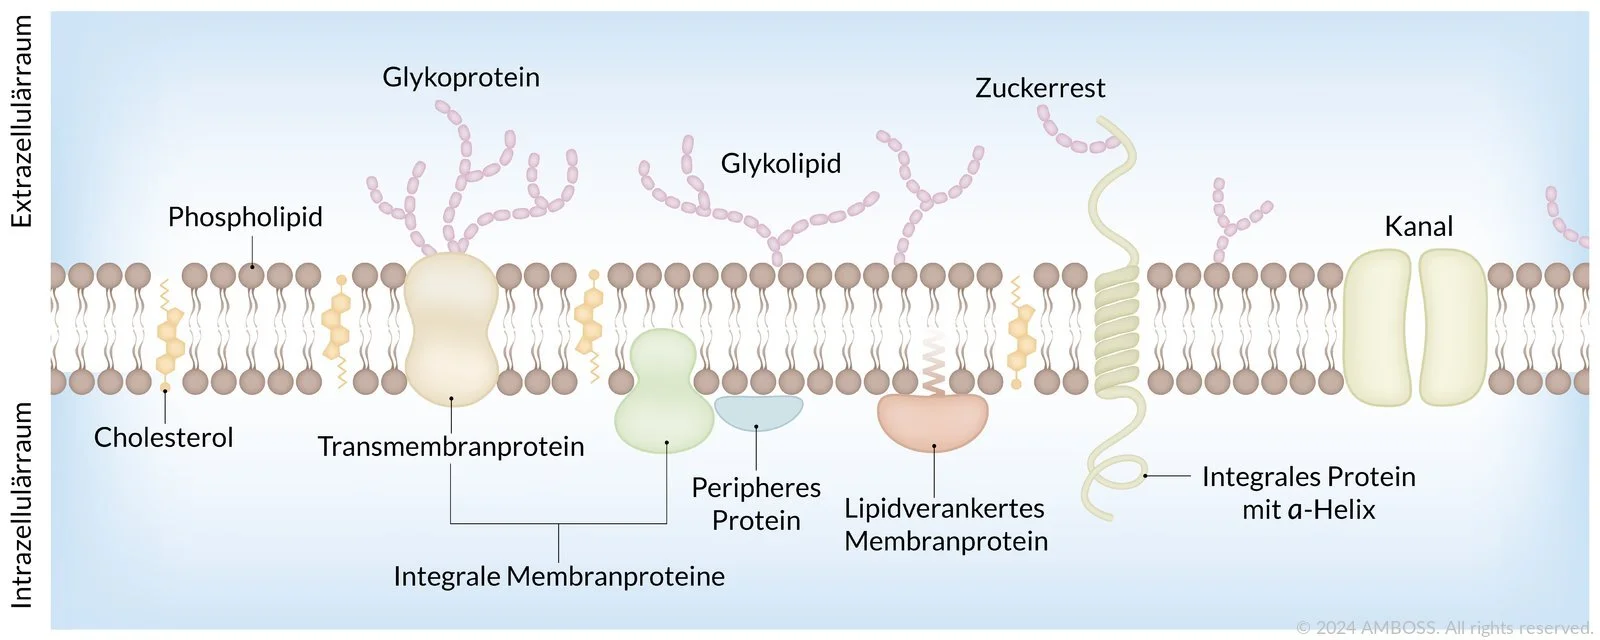 Extrazellulärraum
Intrazellulärraum
Glykoprotein
Zuckerrest
Glykolipid
Phospholipid
Kanal
Cholesterol
Transmembranprotein
Peripheres
Protein
Lipidverankertes
Membranprotein
Integrales Protein
mit α-Helix
Integrale Membranproteine
© 2024 AMBOSS. All rights reserved.